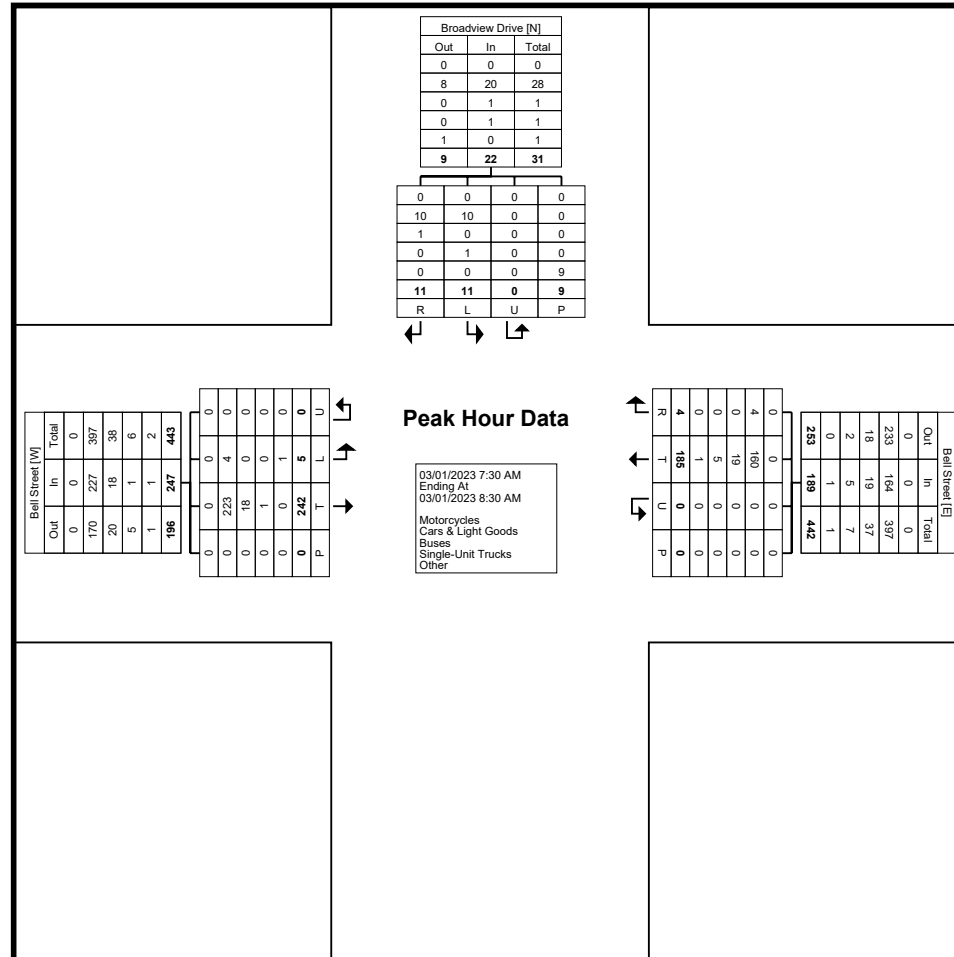 Broadview Drive [N]
Out In Total
0 0 0
8 20 28
0 1 1
0 1 1
1 0 1
9 22 31
0 0 0 0
10 10 0 0
1 0 0 0
0 1 0 0
0 0 0 9
11 11 0 9
R L U P
Peak Hour Data
03/01/2023 7:30 AM
Ending At
03/01/2023 8:30 AM
Motorcycles
Cars & Light Goods
Buses
Single-Unit Trucks
Other
Bell Street [W]
Total 0 397 38 6 2 443
In 0 227 18 1 1 247
Out 0 170 20 5 1 196
0 0 0 0 0 0 U
0 4 0 0 1 5 L
0 223 18 1 0 242 T
0 0 0 0 0 0 P
Bell Street [E]
Out 0 233 18 2 0 253
In 0 164 19 5 1 189
Total 0 397 37 7 1 442
0 4 0 0 0 4 R
0 160 19 5 1 185 T
0 0 0 0 0 0 U
0 0 0 0 0 0 P